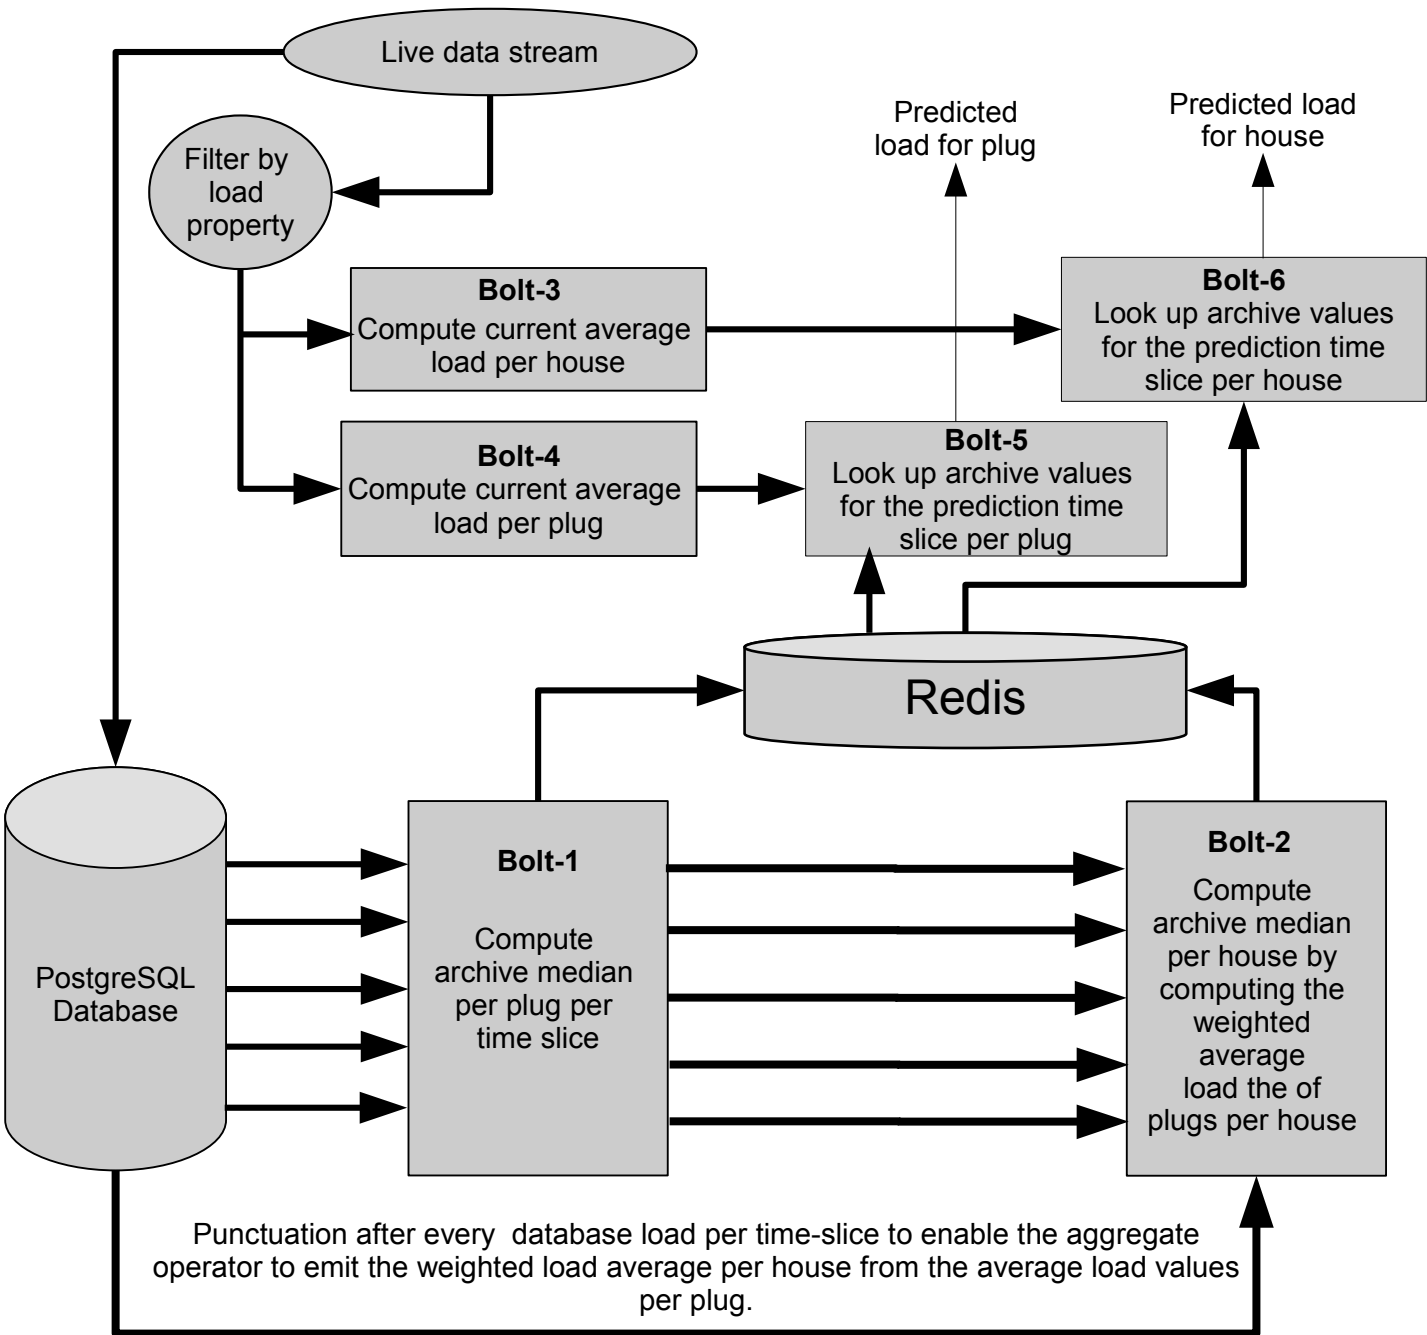 Live data stream
Predicted
load for plug
Predicted load
for house
Filter by
load
property
Bolt-3
Compute current average
load per house
Bolt-6
Look up archive values
for the prediction time
slice per house
Bolt-4
Compute current average
load per plug
Bolt-5
Look up archive values
for the prediction time
slice per plug
Redis
PostgreSQL
Database
Bolt-1
Compute
archive median
per plug per
time slice
Bolt-2
Compute
archive median
per house by
computing the
weighted
average
load the of
plugs per house
Punctuation after every  database load per time-slice to enable the aggregate
operator to emit the weighted load average per house from the average load values
per plug.